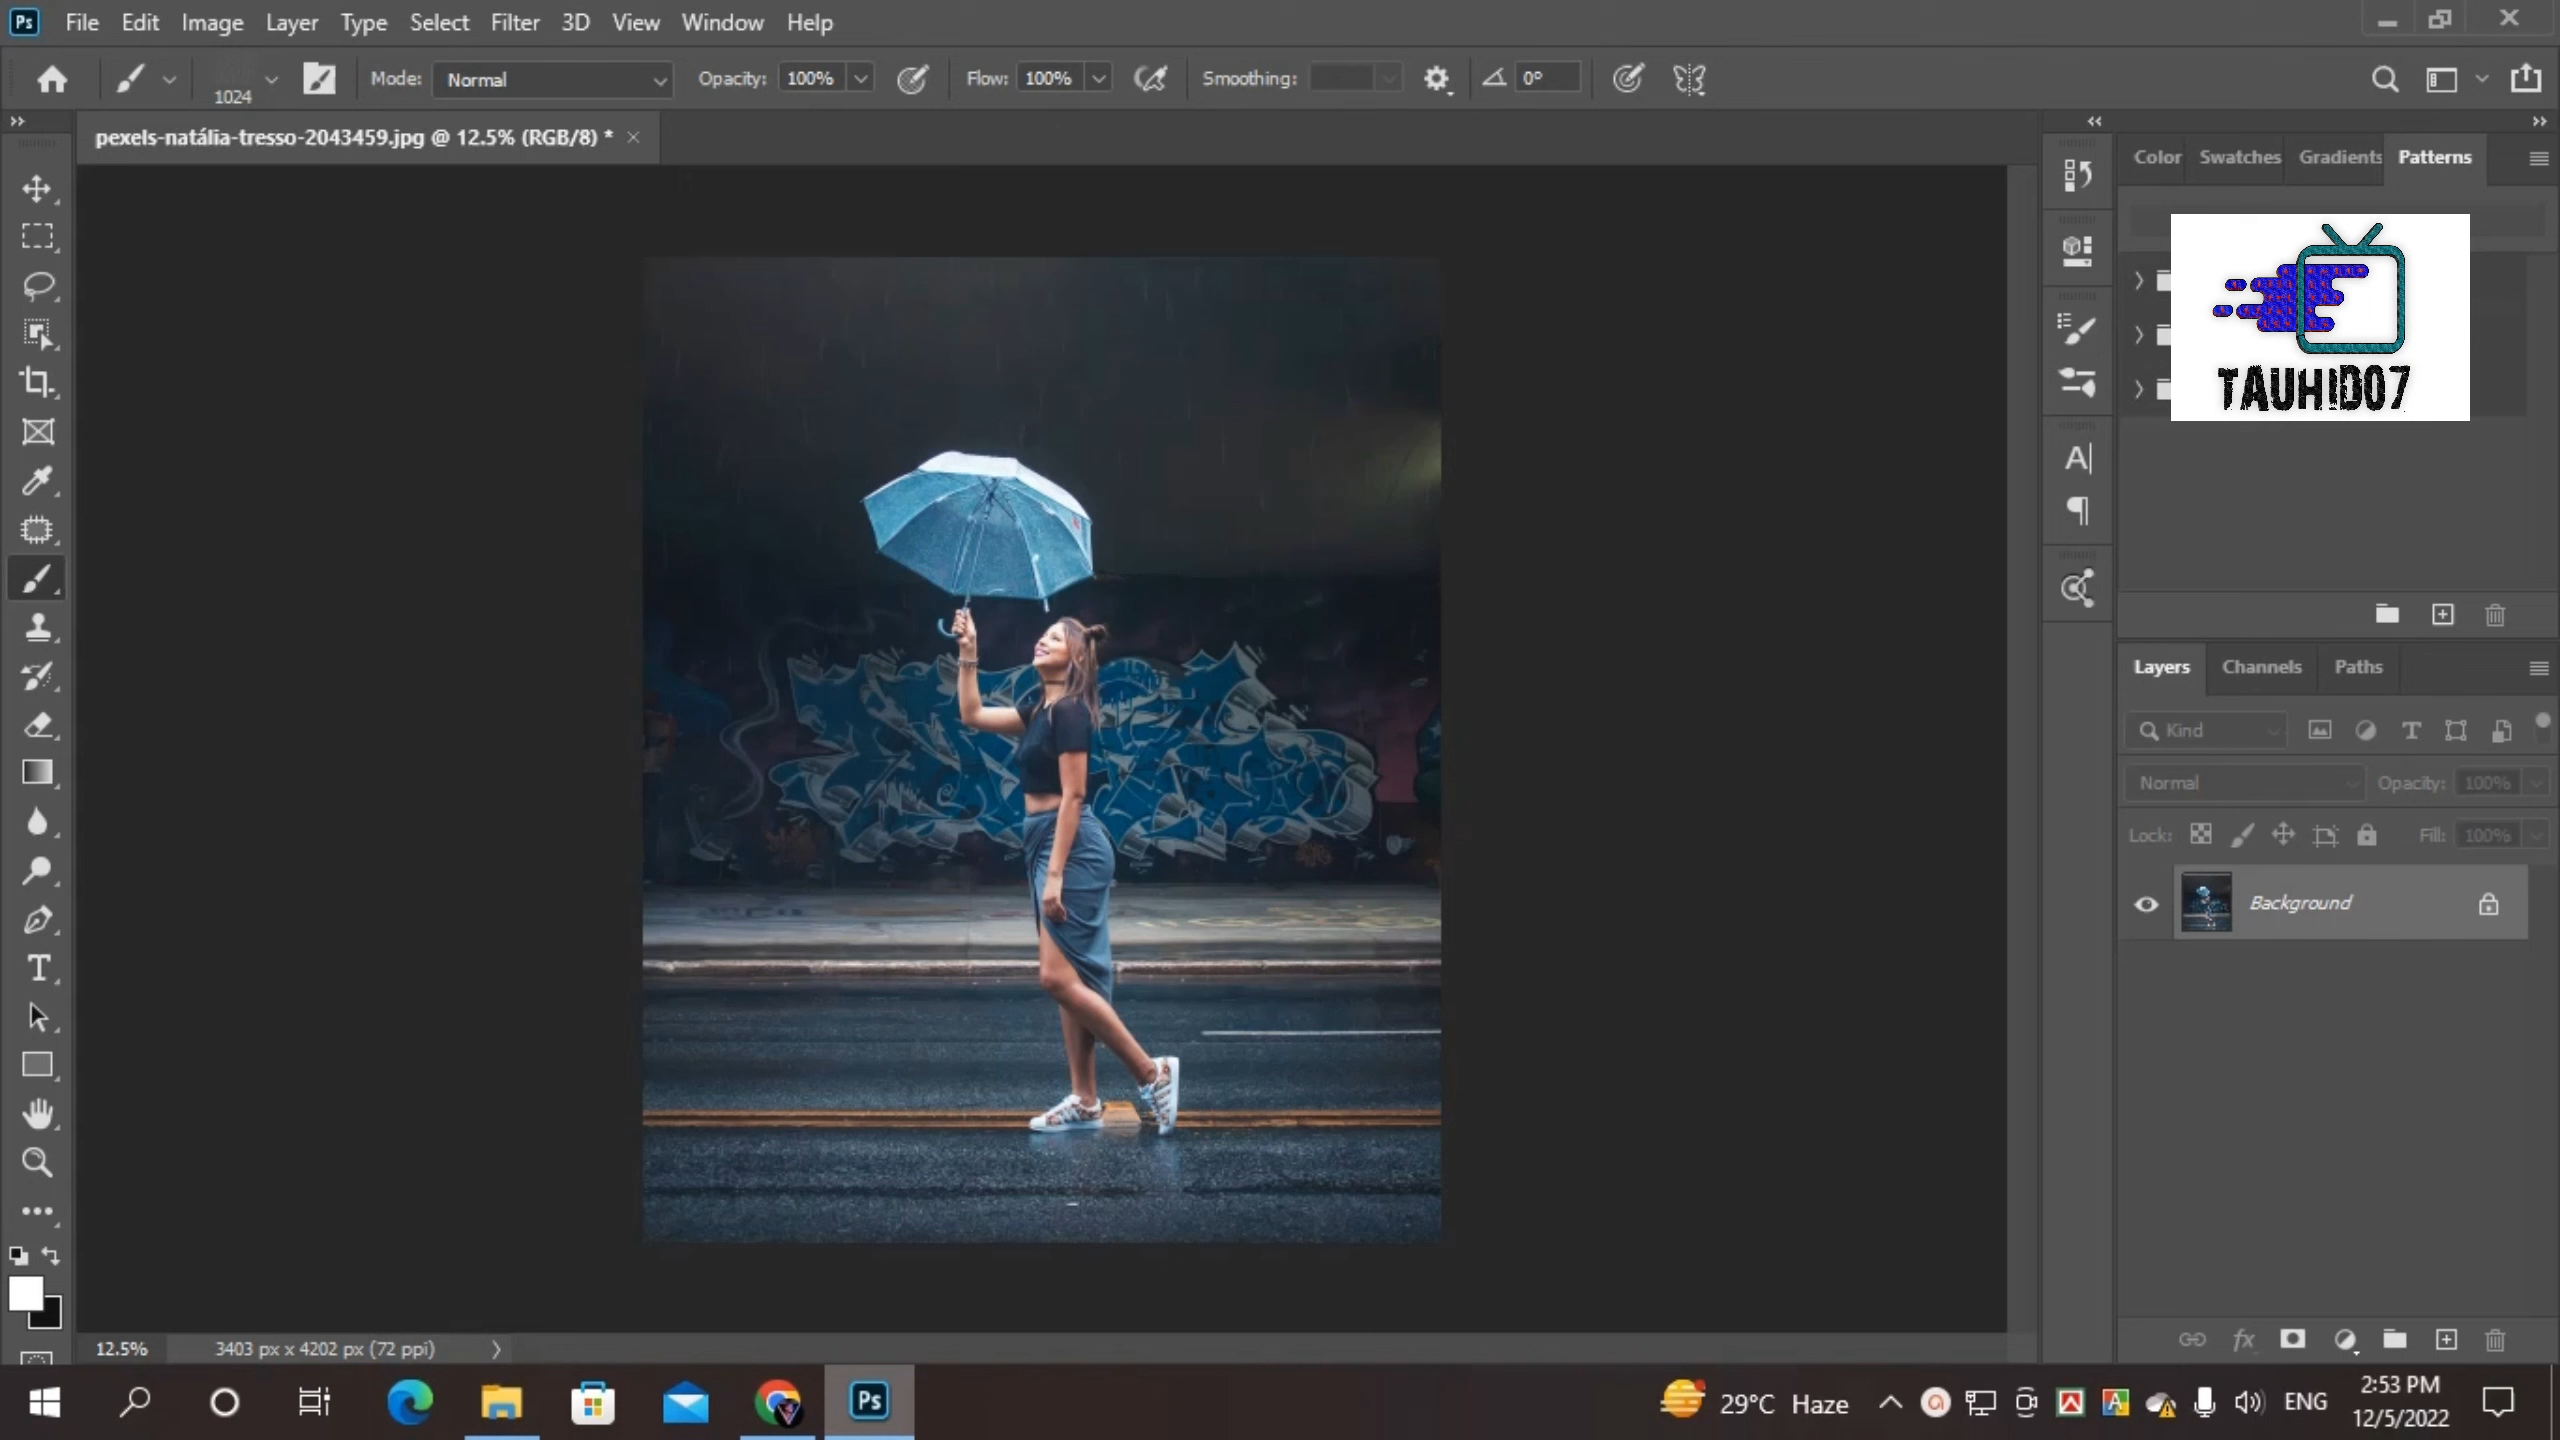 Ps File Edit Image Layer Type Select Filter 3D View Window Help
1024 Mode: Normal Opacity: 100% Flow: 100% Smoothing: 0°
pexels-natália-tresso-2043459.jpg @ 12.5% (RGB/8) * ×
Color Swatches Gradients Patterns
TAUHID07
Layers Channels Paths
Kind
Normal Opacity: 100%
Lock: Fill: 100%
Background
fx
12.5% 3403 px x 4202 px (72 ppi)
Ps 29°C Haze ENG 2:53 PM
12/5/2022